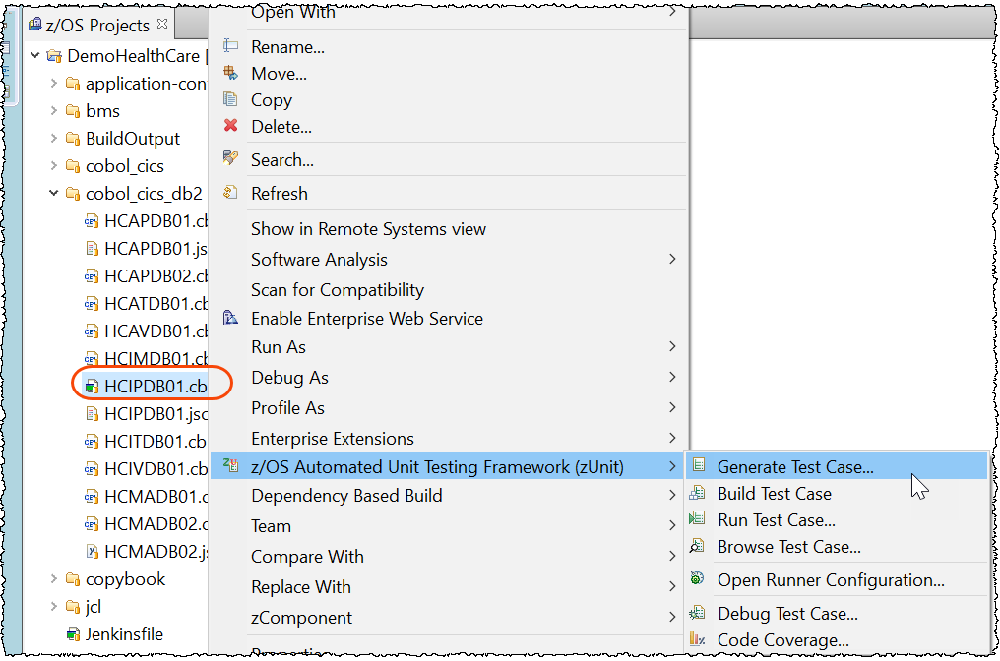 z/OS Projects
DemoHealthCare [
application-con
bms
BuildOutput
cobol_cics
cobol_cics_db2
HCAPDB01.cb
HCAPDB01.js
HCAPDB02.cb
HCATDB01.cb
HCAVDB01.cb
HCIMDB01.cb
HCIPDB01.cb
HCIPDB01.jsc
HCITDB01.cb
HCIVDB01.cb
HCMADB01.c
HCMADB02.c
HCMADB02.js
copybook
jcl
Jenkinsfile
Open With
Rename...
Move...
Copy
Delete...
Search...
Refresh
Show in Remote Systems view
Software Analysis
Scan for Compatibility
Enable Enterprise Web Service
Run As
Debug As
Profile As
Enterprise Extensions
z/OS Automated Unit Testing Framework (zUnit)
Dependency Based Build
Team
Compare With
Replace With
zComponent
Properties
Generate Test Case...
Build Test Case
Run Test Case...
Browse Test Case...
Open Runner Configuration...
Debug Test Case...
Code Coverage...